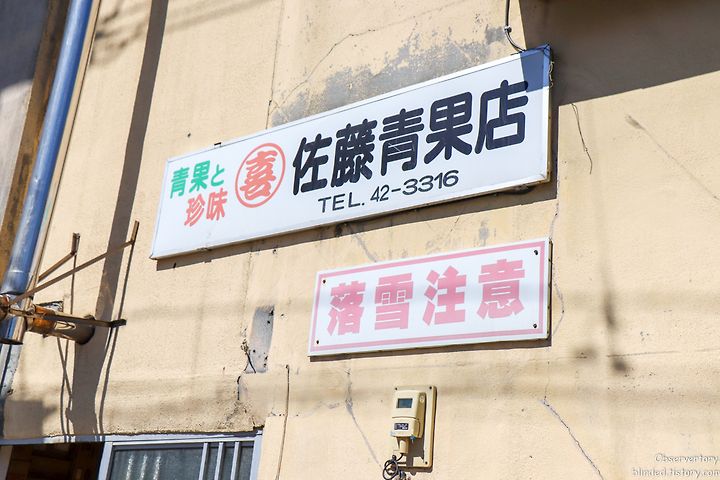 青果と
珍味
喜
佐藤青果店
TEL. 42-3316
落雪注意
Observentory
blinded.tistory.com